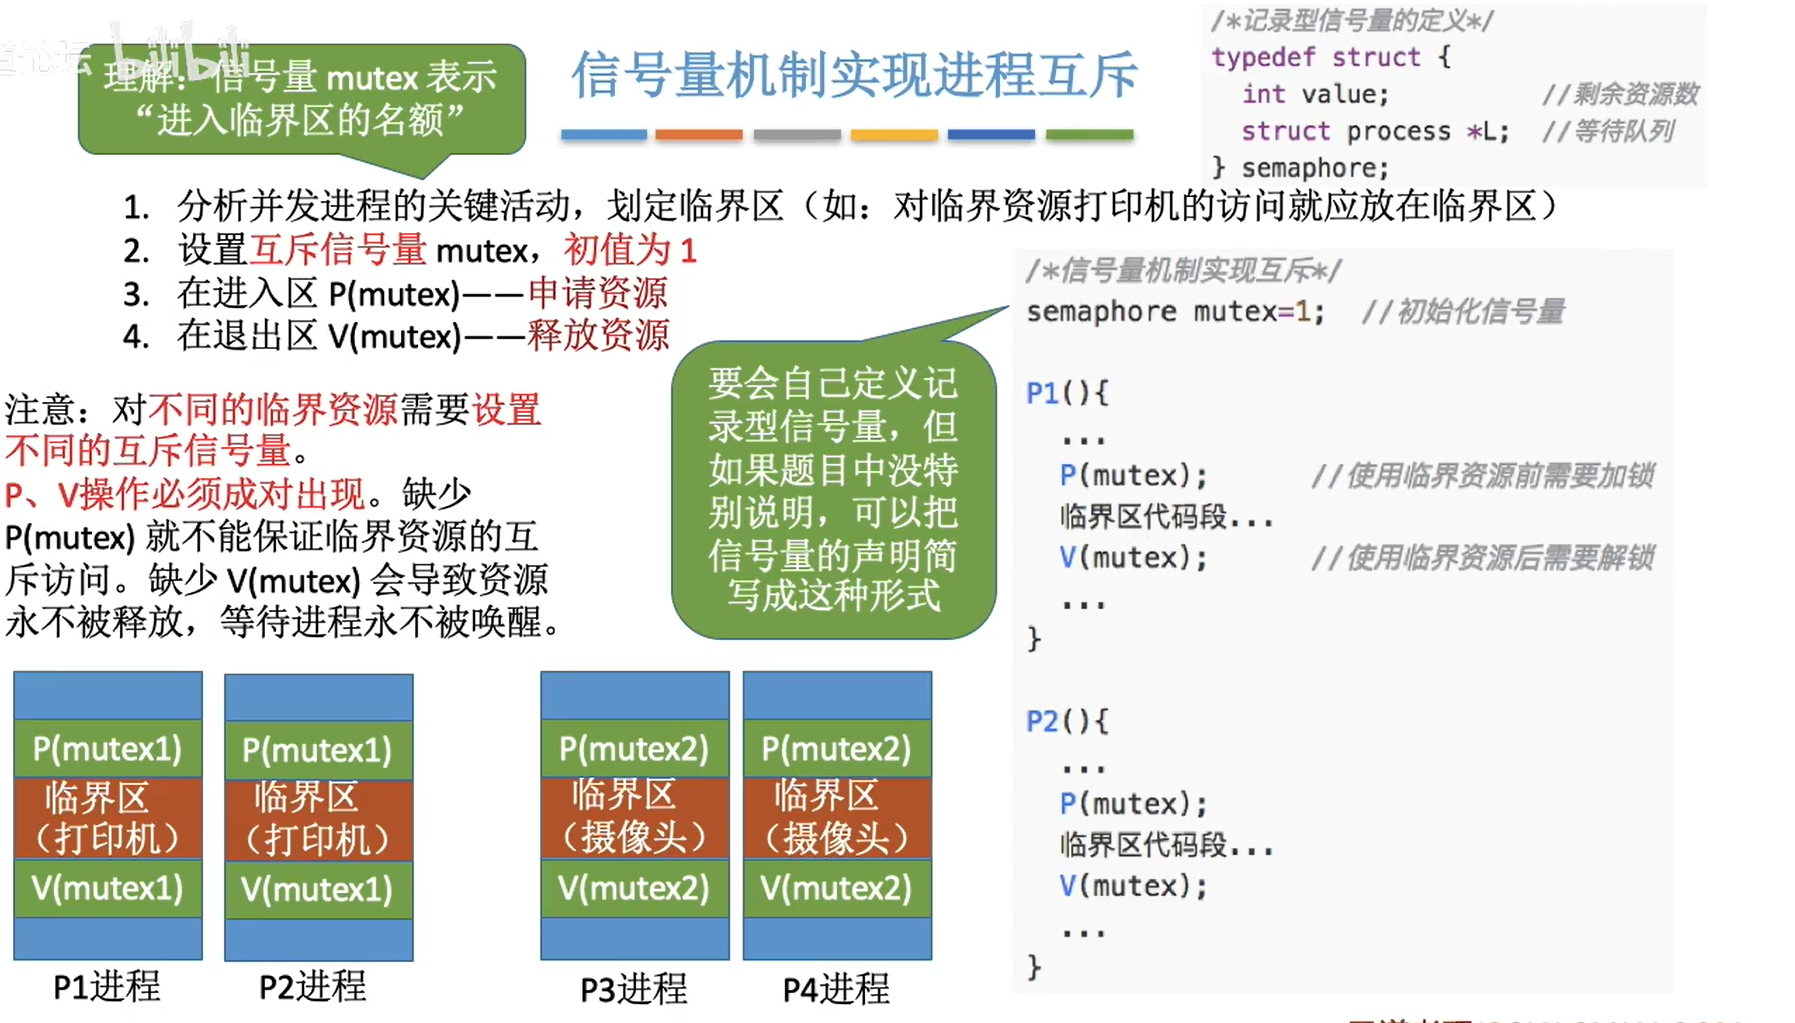 道论坛 bilibili
理解：信号量 mutex 表示
“进入临界区的名额”
信号量机制实现进程互斥
/*记录型信号量的定义*/
typedef struct {
int value; //剩余资源数
struct process *L; //等待队列
} semaphore;
1. 分析并发进程的关键活动，划定临界区（如：对临界资源打印机的访问就应放在临界区）
2. 设置互斥信号量 mutex，初值为 1
3. 在进入区 P(mutex)——申请资源
4. 在退出区 V(mutex)——释放资源
注意：对不同的临界资源需要设置
不同的互斥信号量。
P、V操作必须成对出现。缺少
P(mutex) 就不能保证临界资源的互
斥访问。缺少 V(mutex) 会导致资源
永不被释放，等待进程永不被唤醒。
要会自己定义记
录型信号量，但
如果题目中没特
别说明，可以把
信号量的声明简
写成这种形式
/*信号量机制实现互斥*/
semaphore mutex=1; //初始化信号量
P1(){
...
P(mutex); //使用临界资源前需要加锁
临界区代码段...
V(mutex); //使用临界资源后需要解锁
...
}
P2(){
...
P(mutex);
临界区代码段...
V(mutex);
...
}
P(mutex1)
临界区
（打印机）
V(mutex1)
P1进程
P(mutex1)
临界区
（打印机）
V(mutex1)
P2进程
P(mutex2)
临界区
（摄像头）
V(mutex2)
P3进程
P(mutex2)
临界区
（摄像头）
V(mutex2)
P4进程